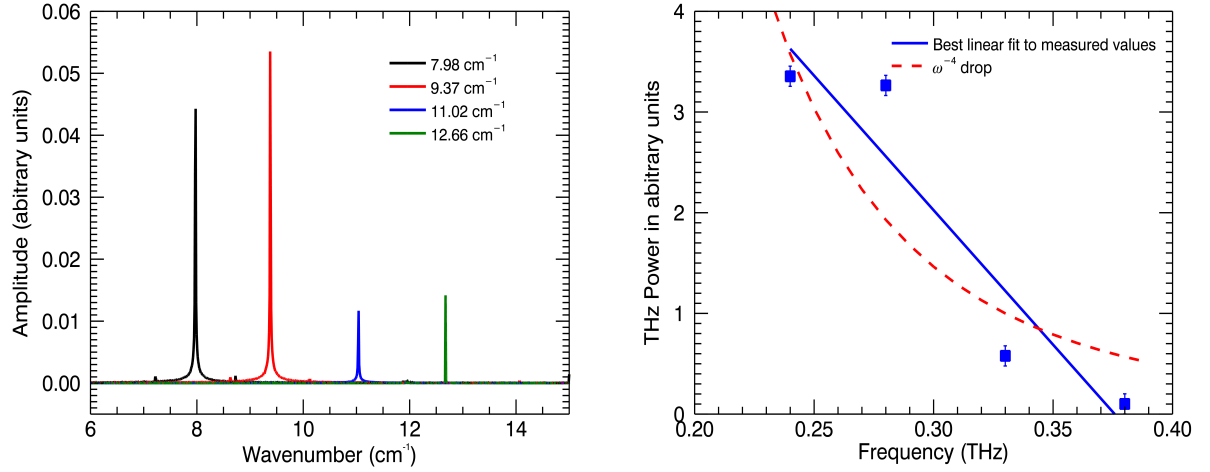 0.06
0.05
0.04
0.03
0.02
0.01
0.00
Amplitude (abitrary units)
7.98 cm⁻¹
9.37 cm⁻¹
11.02 cm⁻¹
12.66 cm⁻¹
6 8 10 12 14
Wavenumber (cm⁻¹)
4
3
2
1
0
THz Power in abitrary units
Best linear fit to measured values
ω⁻⁴ drop
0.20 0.25 0.30 0.35 0.40
Frequency (THz)